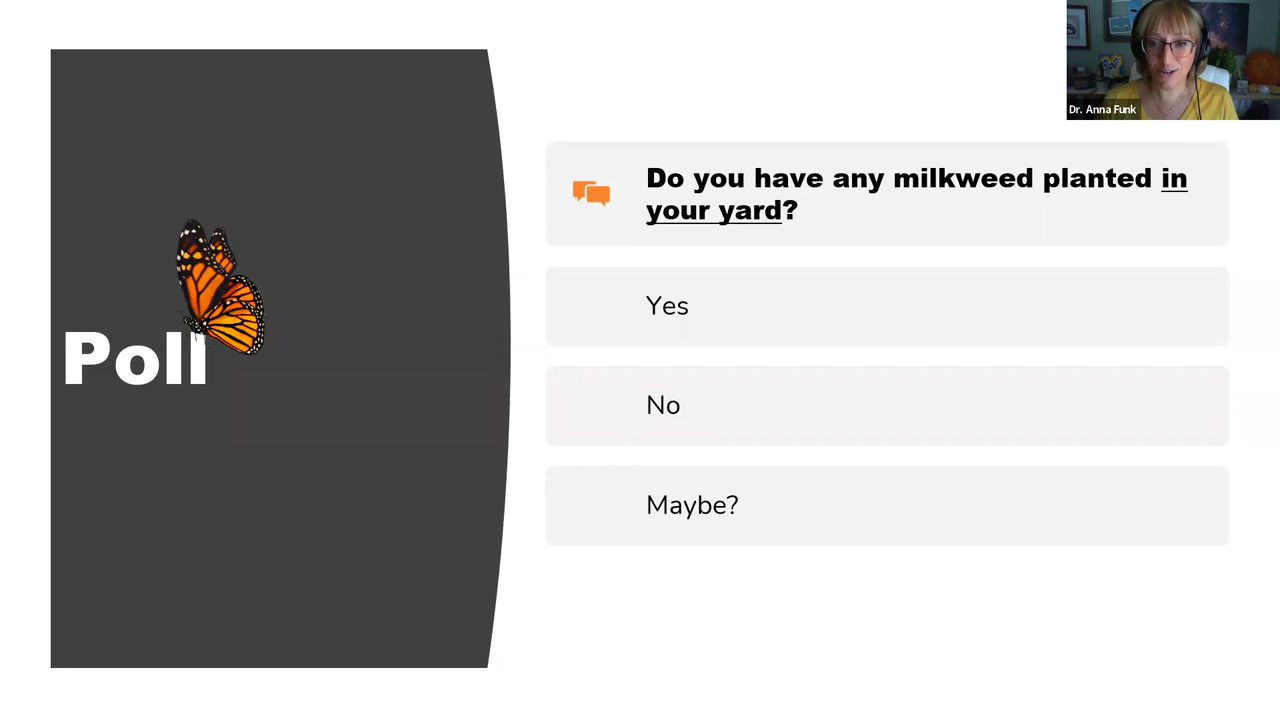 Dr. Anna Funk
Do you have any milkweed planted in
your yard?
Poll
Yes
No
Maybe?